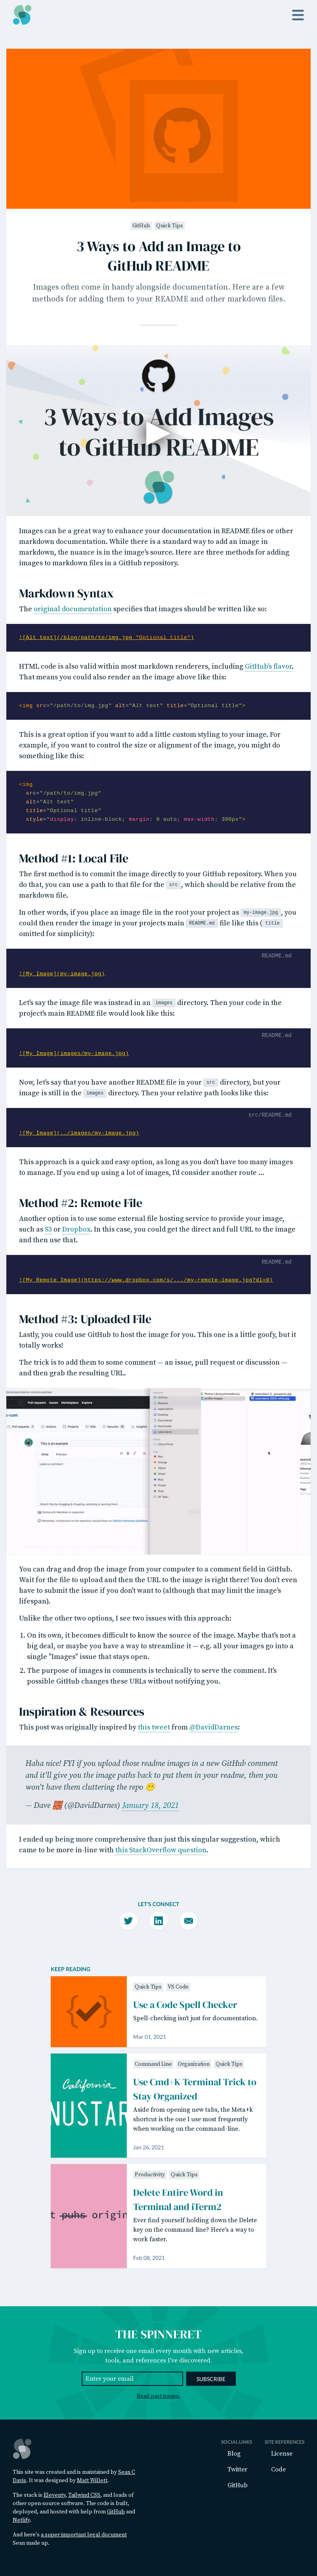 GitHub Quick Tips
3 Ways to Add an Image to
GitHub README
Images often come in handy alongside documentation. Here are a few
methods for adding them to your README and other markdown files.
3 Ways to Add Images
to GitHub README
Images can be a great way to enhance your documentation in README files or other
markdown documentation. While there is a standard way to add an image in
markdown, the nuance is in the image's source. Here are three methods for adding
images to markdown files in a GitHub repository.
Markdown Syntax
The original documentation specifies that images should be written like so:
![Alt text](/blog/path/to/img.jpg "Optional title")
HTML code is also valid within most markdown renderers, including GitHub's flavor.
That means you could also render an the image above like this:
<img src="/path/to/img.jpg" alt="Alt text" title="Optional title">
This is a great option if you want to add a little custom styling to your image. For
example, if you want to control the size or alignment of the image, you might do
something like this:
<img
src="/path/to/img.jpg"
alt="Alt text"
title="Optional title"
style="display: inline-block; margin: 0 auto; max-width: 300px">
Method #1: Local File
The first method is to commit the image directly to your GitHub repository. When you
do that, you can use a path to that file for the src, which should be relative from the
markdown file.
In other words, if you place an image file in the root your project as my-image.jpg, you
could then render the image in your projects main README.md file like this ( title
omitted for simplicity):
README.md
![My Image](my-image.jpg)
Let's say the image file was instead in an images directory. Then your code in the
project's main README file would look like this:
README.md
![My Image](images/my-image.jpg)
Now, let's say that you have another README file in your src directory, but your
image is still in the images directory. Then your relative path looks like this:
src/README.md
![My Image](../images/my-image.jpg)
This approach is a quick and easy option, as long as you don't have too many images
to manage. If you end up using a lot of images, I'd consider another route ...
Method #2: Remote File
Another option is to use some external file hosting service to provide your image,
such as S3 or Dropbox. In this case, you could get the direct and full URL to the image
and then use that.
README.md
![My Remote Image](https://www.dropbox.com/s/.../my-remote-image.jpg?dl=0)
Method #3: Uploaded File
Lastly, you could use GitHub to host the image for you. This one is a little goofy, but it
totally works!
The trick is to add them to some comment — an issue, pull request or discussion —
and then grab the resulting URL.
You can drag and drop the image from your computer to a comment field in GitHub.
Wait for the file to upload and then the URL to the image is right there! You don't even
have to submit the issue if you don't want to (although that may limit the image's
lifespan).
Unlike the other two options, I see two issues with this approach:
1. On its own, it becomes difficult to know the source of the image. Maybe that's not a
big deal, or maybe you have a way to streamline it — e.g. all your images go into a
single "Images" issue that stays open.
2. The purpose of images in comments is technically to serve the comment. It's
possible GitHub changes these URLs without notifying you.
Inspiration & Resources
This post was originally inspired by this tweet from @DavidDarnes:
Haha nice! FYI if you upload those readme images in a new GitHub comment
and it'll give you the image paths back to put them in your readme, then you
won't have them cluttering the repo
— Dave (@DavidDarnes) January 18, 2021
I ended up being more comprehensive than just this singular suggestion, which
came to be more in-line with this StackOverflow question.
LET'S CONNECT
KEEP READING
Quick Tips VS Code
Use a Code Spell Checker
Spell-checking isn't just for documentation.
Mar 01, 2021
California
NUSTAR
Command Line Organization Quick Tips
Use Cmd+K Terminal Trick to
Stay Organized
Aside from opening new tabs, the Meta+k
shortcut is the one I use most frequently
when working on the command-line.
Jan 26, 2021
t push origin
Productivity Quick Tips
Delete Entire Word in
Terminal and iTerm2
Ever find yourself holding down the Delete
key on the command line? Here's a way to
work faster.
Feb 08, 2021
THE SPINNERET
Sign up to receive one email every month with new articles,
tools, and references I've discovered.
Enter your email SUBSCRIBE
Read past issues.
This site was created and is maintained by Sean C
Davis. It was designed by Matt Willett.
The stack is Eleventy, Tailwind CSS, and loads of
other open-source software. The code is built,
deployed, and hosted with help from GitHub and
Netlify.
And here's a super important legal document
Sean made up.
SOCIAL LINKS
Blog
Twitter
GitHub
SITE REFERENCES
License
Code